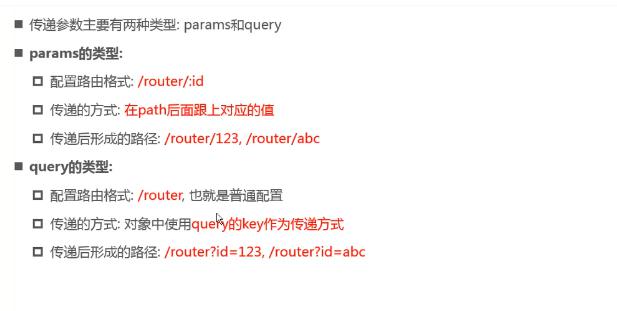 传递参数主要有两种类型: params和query
params的类型:
配置路由格式: /router/:id
传递的方式: 在path后面跟上对应的值
传递后形成的路径: /router/123, /router/abc
query的类型:
配置路由格式: /router, 也就是普通配置
传递的方式: 对象中使用query的key作为传递方式
传递后形成的路径: /router?id=123, /router?id=abc